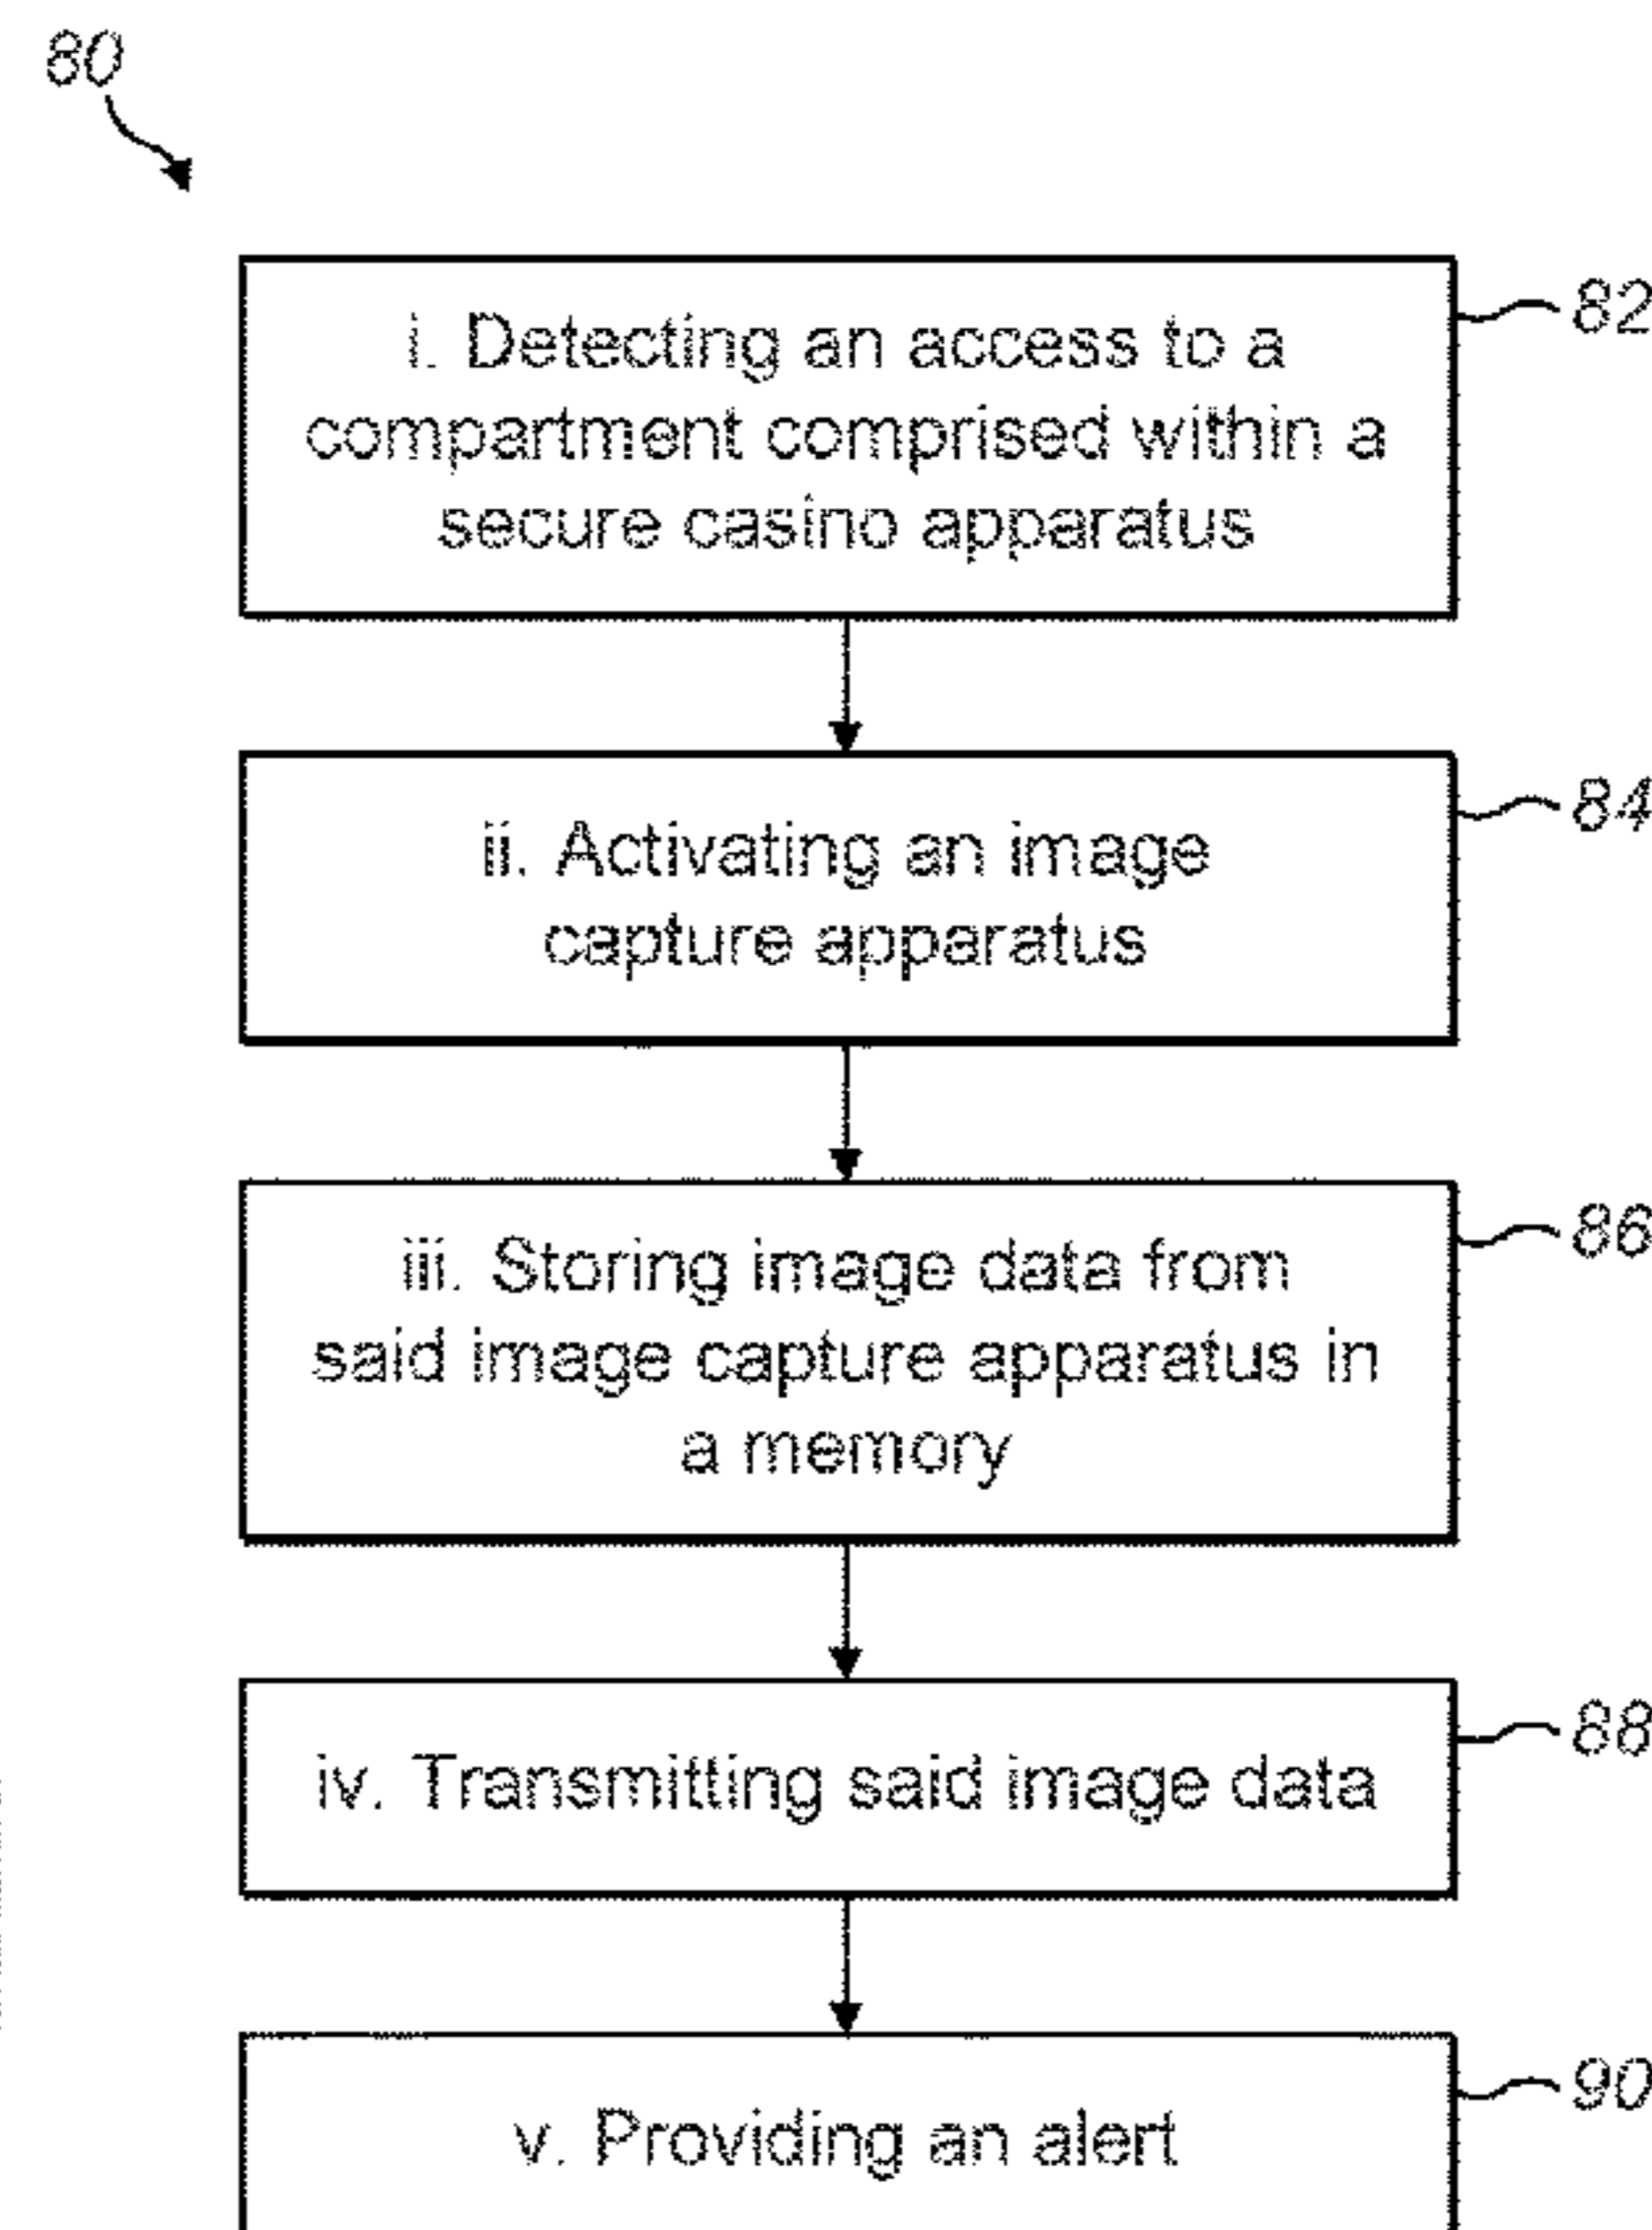 80
i. Detecting an access to a
compartment comprised within a
secure casino apparatus
82
ii. Activating an image
capture apparatus
84
iii. Storing image data from
said image capture apparatus in
a memory
86
iv. Transmitting said image data
88
v. Providing an alert
90